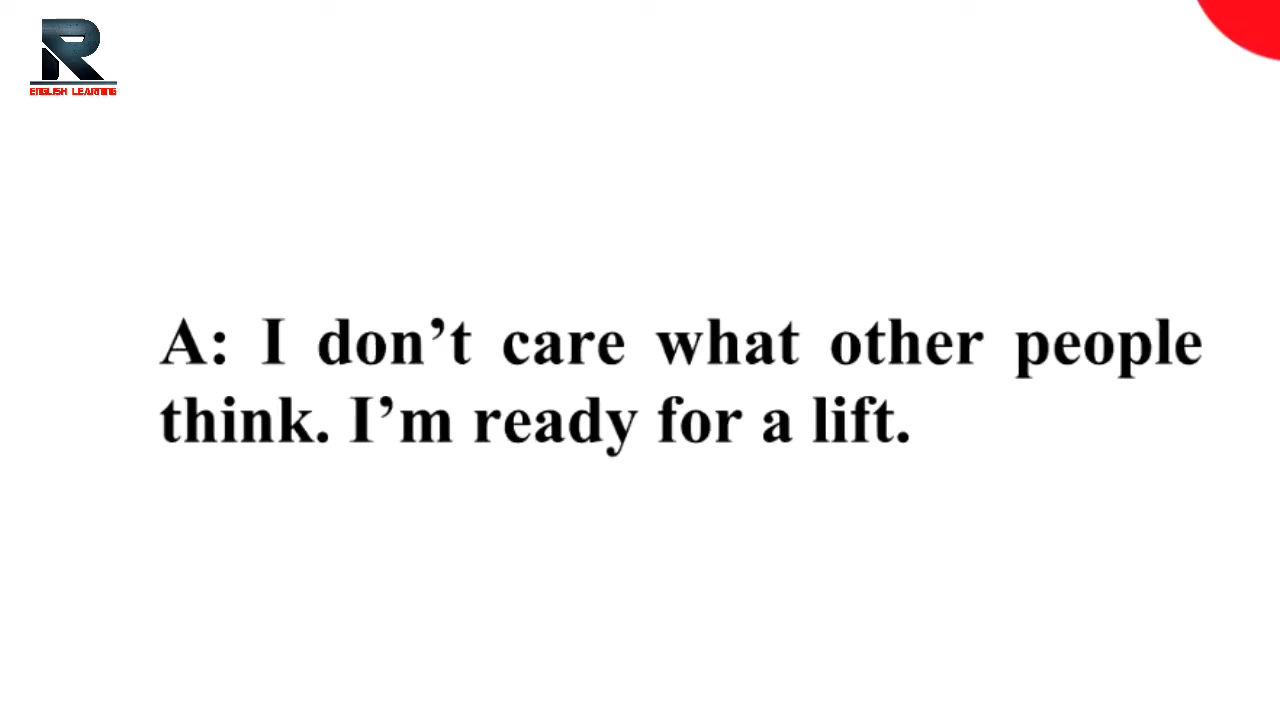 R
ENGLISH LEARNING
A: I don’t care what other people
think. I’m ready for a lift.